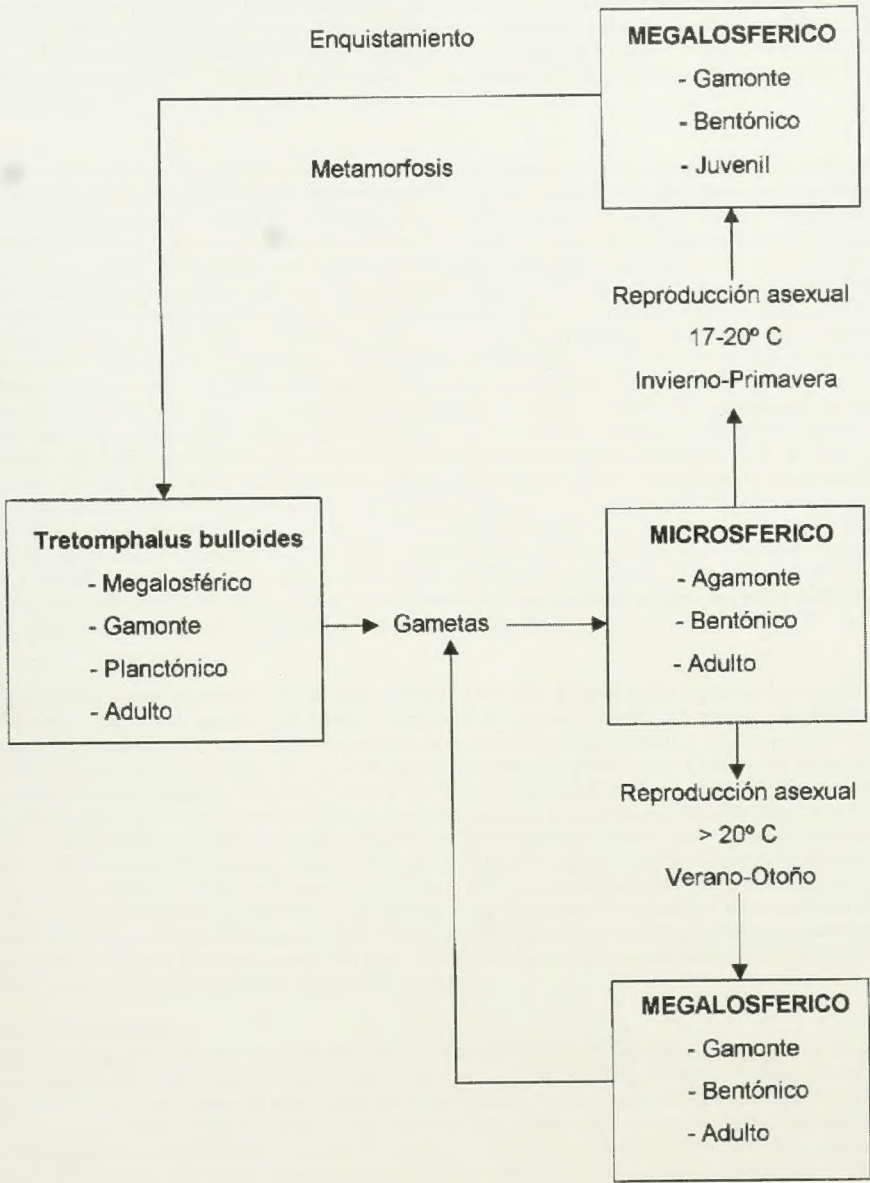 Enquistamiento
Metamorfosis
MEGALOSFERICO
- Gamonte
- Bentónico
- Juvenil
Reproducción asexual
17-20º C
Invierno-Primavera
Tretomphalus bulloides
- Megalosférico
- Gamonte
- Planctónico
- Adulto
Gametas
MICROSFERICO
- Agamonte
- Bentónico
- Adulto
Reproducción asexual
> 20º C
Verano-Otoño
MEGALOSFERICO
- Gamonte
- Bentónico
- Adulto